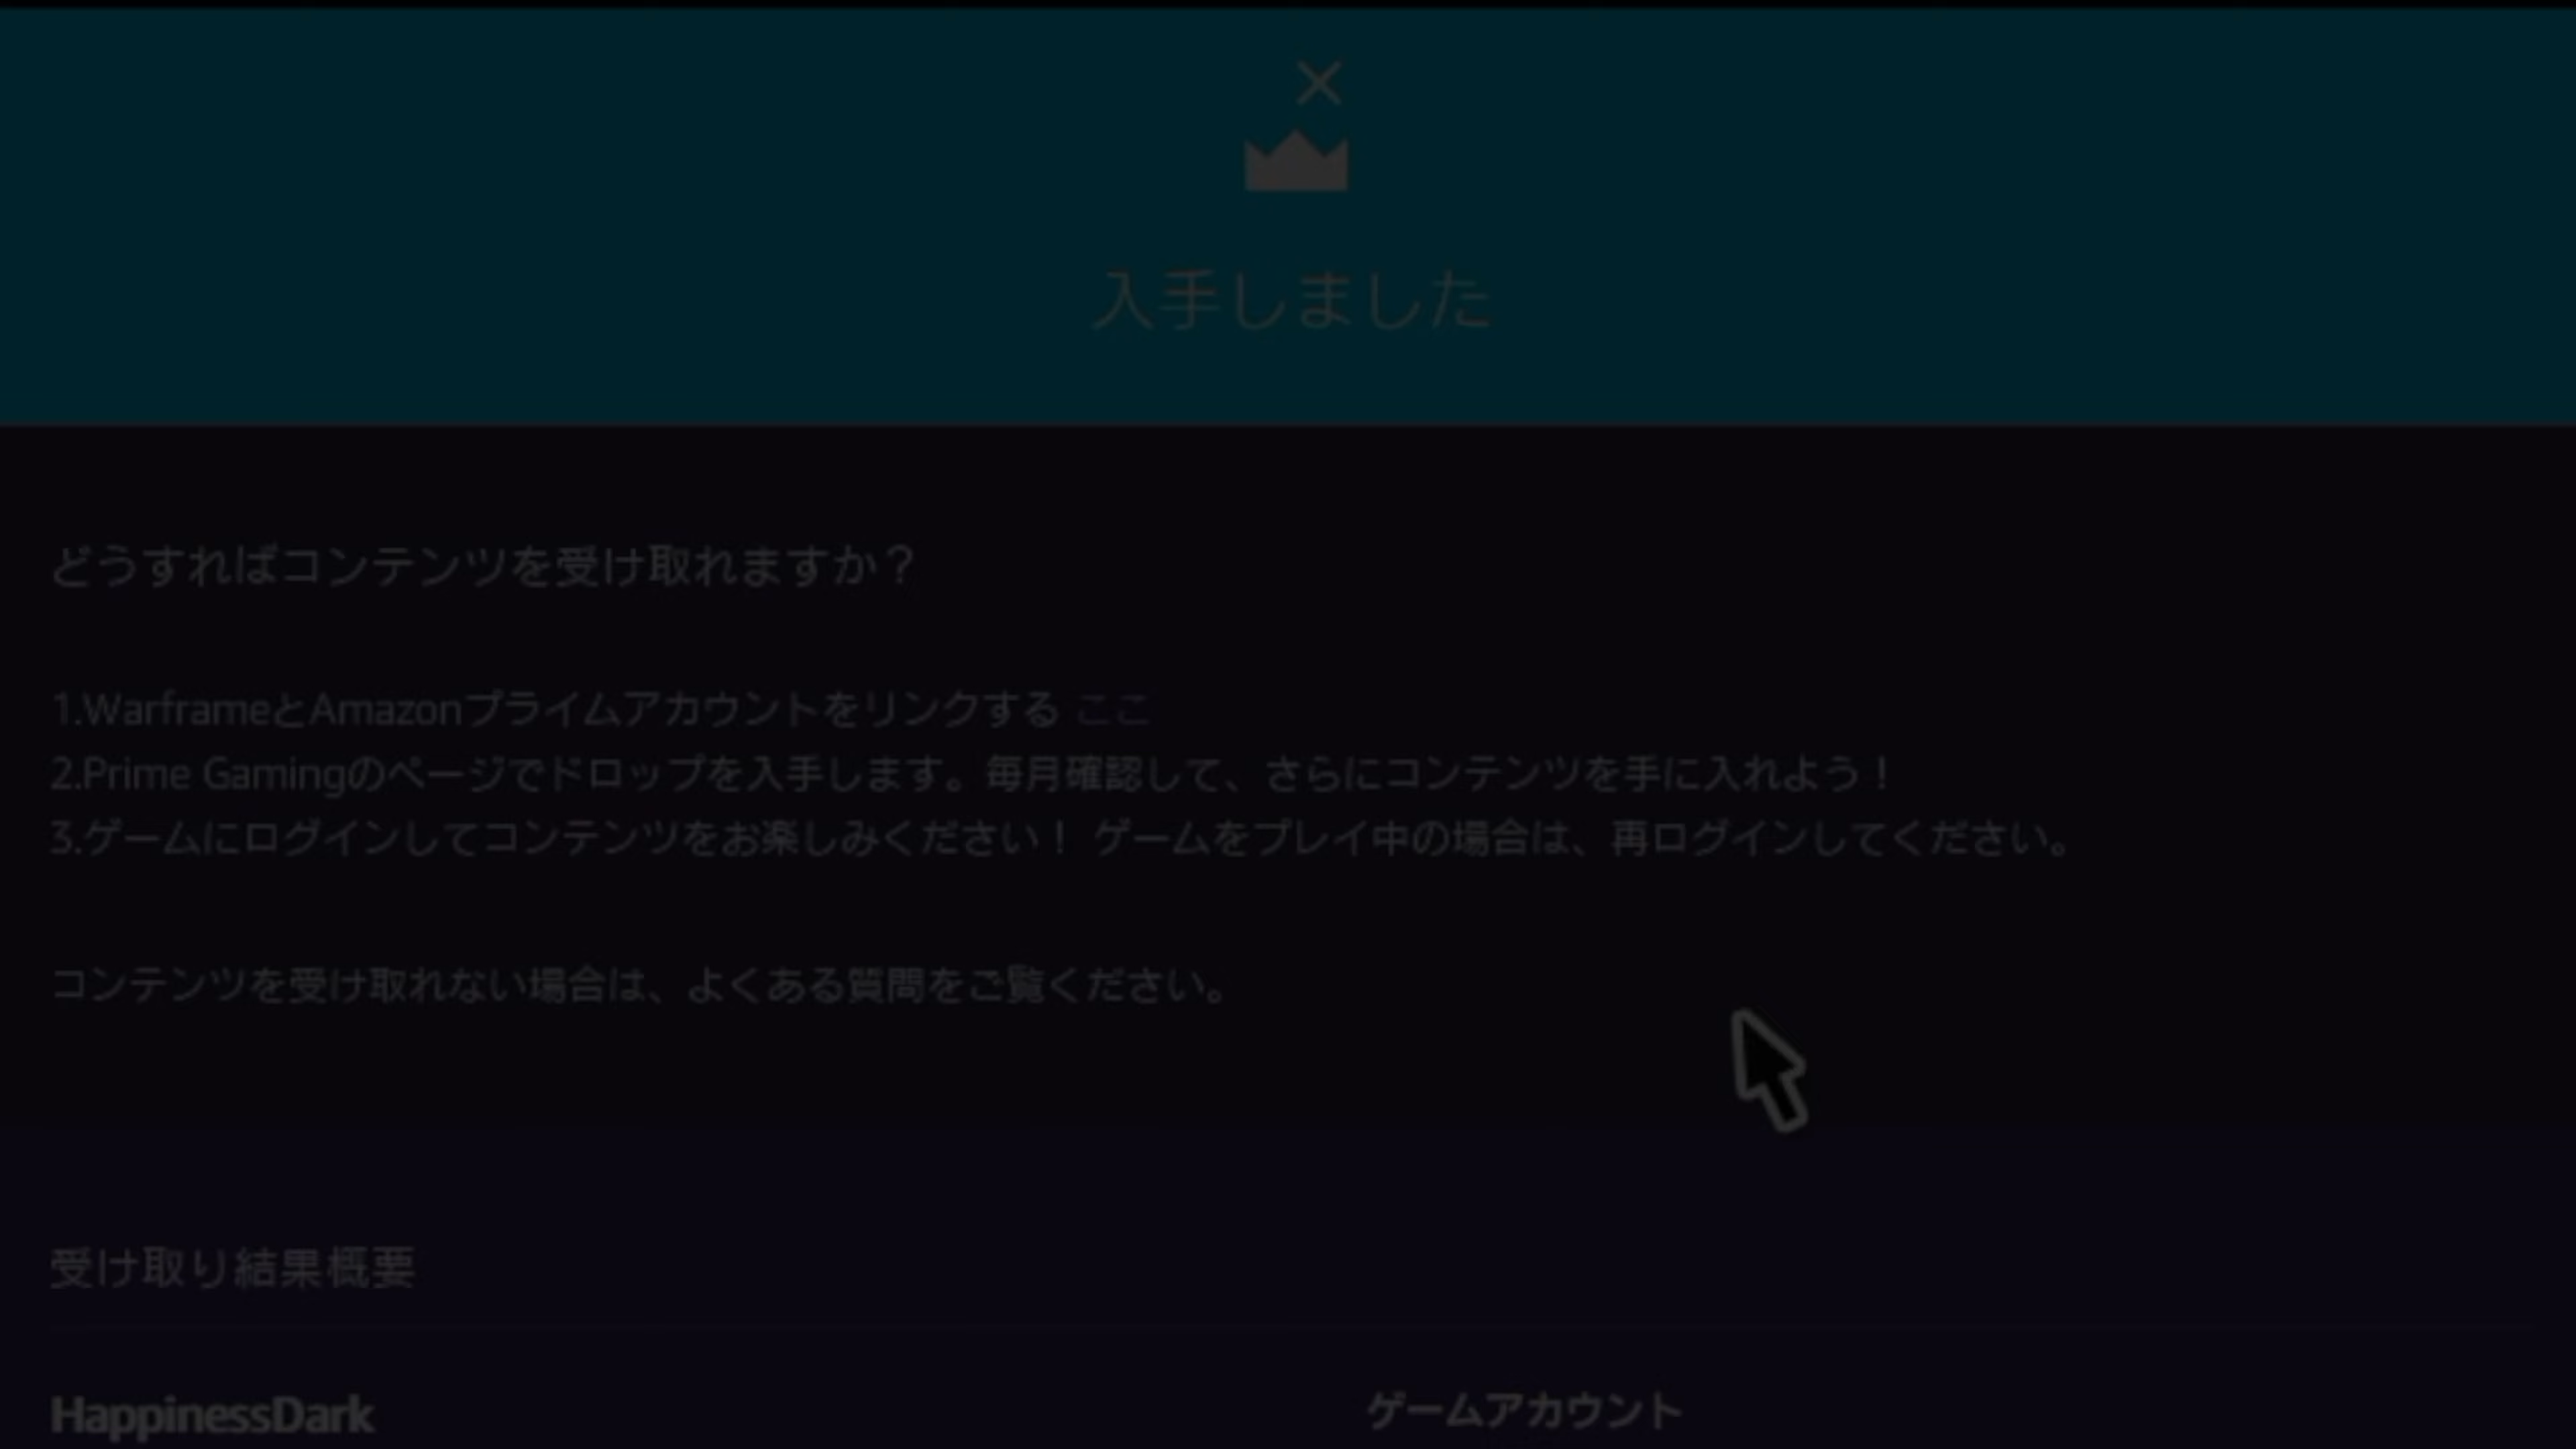 入手しました
どうすればコンテンツを受け取れますか？
1.WarframeとAmazonプライムアカウントをリンクする ここ
2.Prime Gamingのページでドロップを入手します。毎月確認して、さらにコンテンツを手に入れよう！
3.ゲームにログインしてコンテンツをお楽しみください！ ゲームをプレイ中の場合は、再ログインしてください。
コンテンツを受け取れない場合は、よくある質問をご覧ください。
受け取り結果概要
HappinessDark
ゲームアカウント